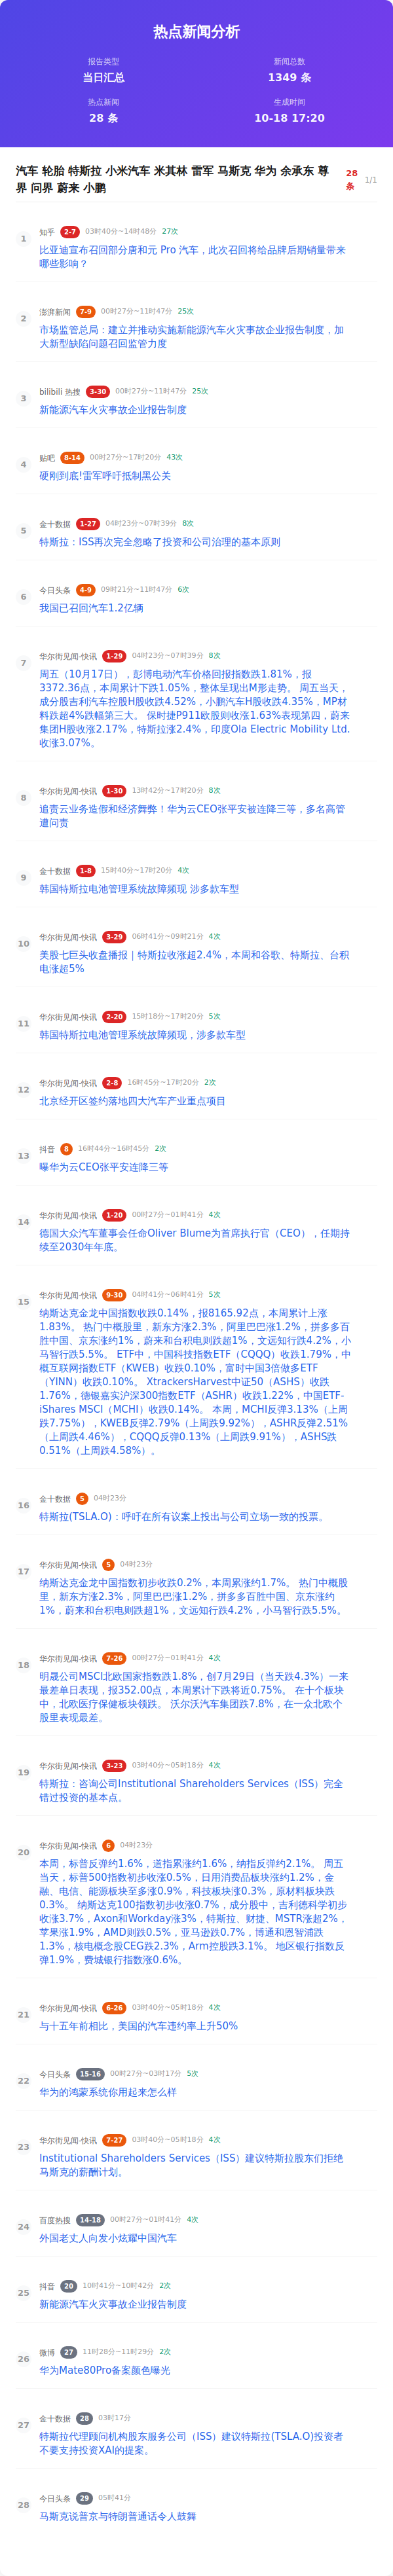 热点新闻分析
报告类型
当日汇总
新闻总数
1349 条
热点新闻
28 条
生成时间
10-18 17:20
汽车 轮胎 特斯拉 小米汽车 米其林 雷军 马斯克 华为 余承东 尊
界 问界 蔚来 小鹏
28
条
1/1
1
知乎 2-7 03时40分~14时48分 27次
比亚迪宣布召回部分唐和元 Pro 汽车，此次召回将给品牌后期销量带来
哪些影响？
2
澎湃新闻 7-9 00时27分~11时47分 25次
市场监管总局：建立并推动实施新能源汽车火灾事故企业报告制度，加
大新型缺陷问题召回监管力度
3
bilibili 热搜 3-30 00时27分~11时47分 25次
新能源汽车火灾事故企业报告制度
4
贴吧 8-14 00时27分~17时20分 43次
硬刚到底!雷军呼吁抵制黑公关
5
金十数据 1-27 04时23分~07时39分 8次
特斯拉：ISS再次完全忽略了投资和公司治理的基本原则
6
今日头条 4-9 09时21分~11时47分 6次
我国已召回汽车1.2亿辆
7
华尔街见闻-快讯 1-29 04时23分~07时39分 8次
周五（10月17日），彭博电动汽车价格回报指数跌1.81%，报
3372.36点，本周累计下跌1.05%，整体呈现出M形走势。 周五当天，
成分股吉利汽车控股H股收跌4.52%，小鹏汽车H股收跌4.35%，MP材
料跌超4%跌幅第三大。 保时捷P911欧股则收涨1.63%表现第四，蔚来
集团H股收涨2.17%，特斯拉涨2.4%，印度Ola Electric Mobility Ltd.
收涨3.07%。
8
华尔街见闻-快讯 1-30 13时42分~17时20分 8次
追责云业务造假和经济舞弊！华为云CEO张平安被连降三等，多名高管
遭问责
9
金十数据 1-8 15时40分~17时20分 4次
韩国特斯拉电池管理系统故障频现 涉多款车型
10
华尔街见闻-快讯 3-29 06时41分~09时21分 4次
美股七巨头收盘播报｜特斯拉收涨超2.4%，本周和谷歌、特斯拉、台积
电涨超5%
11
华尔街见闻-快讯 2-20 15时18分~17时20分 5次
韩国特斯拉电池管理系统故障频现，涉多款车型
12
华尔街见闻-快讯 2-8 16时45分~17时20分 2次
北京经开区签约落地四大汽车产业重点项目
13
抖音 8 16时44分~16时45分 2次
曝华为云CEO张平安连降三等
14
华尔街见闻-快讯 1-20 00时27分~01时41分 4次
德国大众汽车董事会任命Oliver Blume为首席执行官（CEO），任期持
续至2030年年底。
15
华尔街见闻-快讯 9-30 04时41分~06时41分 5次
纳斯达克金龙中国指数收跌0.14%，报8165.92点，本周累计上涨
1.83%。 热门中概股里，新东方涨2.3%，阿里巴巴涨1.2%，拼多多百
胜中国、京东涨约1%，蔚来和台积电则跌超1%，文远知行跌4.2%，小
马智行跌5.5%。 ETF中，中国科技指数ETF（CQQQ）收跌1.79%，中
概互联网指数ETF（KWEB）收跌0.10%，富时中国3倍做多ETF
（YINN）收跌0.10%。 XtrackersHarvest中证50（ASHS）收跌
1.76%，德银嘉实沪深300指数ETF（ASHR）收跌1.22%，中国ETF-
iShares MSCI（MCHI）收跌0.14%。 本周，MCHI反弹3.13%（上周
跌7.75%），KWEB反弹2.79%（上周跌9.92%），ASHR反弹2.51%
（上周跌4.46%），CQQQ反弹0.13%（上周跌9.91%），ASHS跌
0.51%（上周跌4.58%）。
16
金十数据 5 04时23分
特斯拉(TSLA.O)：呼吁在所有议案上投出与公司立场一致的投票。
17
华尔街见闻-快讯 5 04时23分
纳斯达克金龙中国指数初步收跌0.2%，本周累涨约1.7%。 热门中概股
里，新东方涨2.3%，阿里巴巴涨1.2%，拼多多百胜中国、京东涨约
1%，蔚来和台积电则跌超1%，文远知行跌4.2%，小马智行跌5.5%。
18
华尔街见闻-快讯 7-26 00时27分~01时41分 4次
明晟公司MSCI北欧国家指数跌1.8%，创7月29日（当天跌4.3%）一来
最差单日表现，报352.00点，本周累计下跌将近0.75%。 在十个板块
中，北欧医疗保健板块领跌。 沃尔沃汽车集团跌7.8%，在一众北欧个
股里表现最差。
19
华尔街见闻-快讯 3-23 03时40分~05时18分 4次
特斯拉：咨询公司Institutional Shareholders Services（ISS）完全
错过投资的基本点。
20
华尔街见闻-快讯 6 04时23分
本周，标普反弹约1.6%，道指累涨约1.6%，纳指反弹约2.1%。 周五
当天，标普500指数初步收涨0.5%，日用消费品板块涨约1.2%，金
融、电信、能源板块至多涨0.9%，科技板块涨0.3%，原材料板块跌
0.3%。 纳斯达克100指数初步收涨0.7%，成分股中，吉利德科学初步
收涨3.7%，Axon和Workday涨3%，特斯拉、财捷、MSTR涨超2%，
苹果涨1.9%，AMD则跌0.5%，亚马逊跌0.7%，博通和恩智浦跌
1.3%，核电概念股CEG跌2.3%，Arm控股跌3.1%。 地区银行指数反
弹1.9%，费城银行指数涨0.6%。
21
华尔街见闻-快讯 6-26 03时40分~05时18分 4次
与十五年前相比，美国的汽车违约率上升50%
22
今日头条 15-16 00时27分~03时17分 5次
华为的鸿蒙系统你用起来怎么样
23
华尔街见闻-快讯 7-27 03时40分~05时18分 4次
Institutional Shareholders Services（ISS）建议特斯拉股东们拒绝
马斯克的薪酬计划。
24
百度热搜 14-18 00时27分~01时41分 4次
外国老丈人向发小炫耀中国汽车
25
抖音 20 10时41分~10时42分 2次
新能源汽车火灾事故企业报告制度
26
微博 27 11时28分~11时29分 2次
华为Mate80Pro备案颜色曝光
27
金十数据 28 03时17分
特斯拉代理顾问机构股东服务公司（ISS）建议特斯拉(TSLA.O)投资者
不要支持投资XAI的提案。
28
今日头条 29 05时41分
马斯克说普京与特朗普通话令人鼓舞